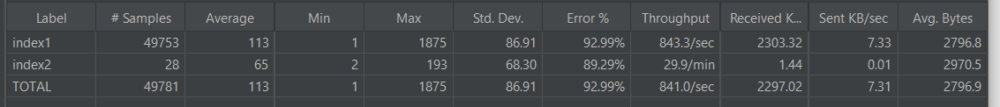 Label # Samples Average Min Max Std. Dev. Error % Throughput Received K... Sent KB/sec Avg. Bytes
index1 49753 113 1 1875 86.91 92.99% 843.3/sec 2303.32 7.33 2796.8
index2 28 65 2 193 68.30 89.29% 29.9/min 1.44 0.01 2970.5
TOTAL 49781 113 1 1875 86.91 92.99% 841.0/sec 2297.02 7.31 2796.9